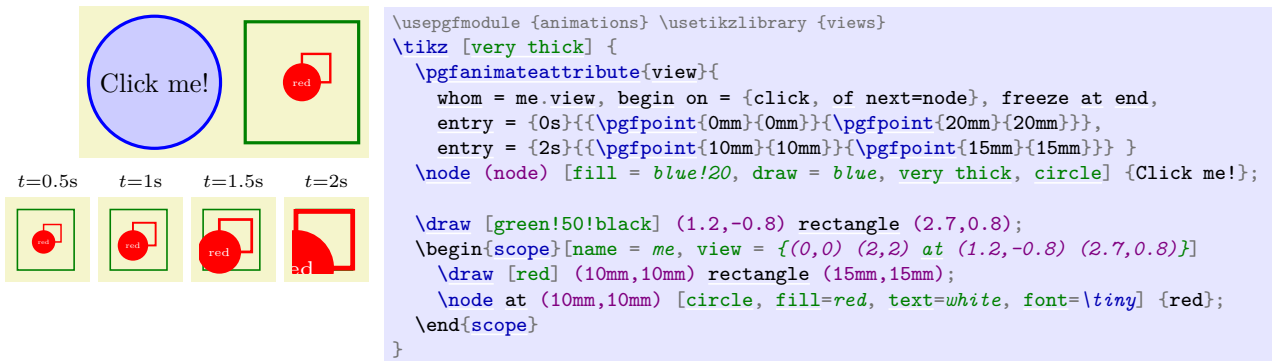 Click me!
red
t=0.5s t=1s t=1.5s t=2s
red red red red
\usepgfmodule {animations} \usetikzlibrary {views}
\tikz [very thick] {
\pgfanimateattribute{view}{
whom = me.view, begin on = {click, of next=node}, freeze at end,
entry = {0s}{{\pgfpoint{0mm}{0mm}}{\pgfpoint{20mm}{20mm}}},
entry = {2s}{{\pgfpoint{10mm}{10mm}}{\pgfpoint{15mm}{15mm}}} }
\node (node) [fill = blue!20, draw = blue, very thick, circle] {Click me!};
\draw [green!50!black] (1.2,-0.8) rectangle (2.7,0.8);
\begin{scope}[name = me, view = {(0,0) (2,2) at (1.2,-0.8) (2.7,0.8)}]
\draw [red] (10mm,10mm) rectangle (15mm,15mm);
\node at (10mm,10mm) [circle, fill=red, text=white, font=\tiny] {red};
\end{scope}
}